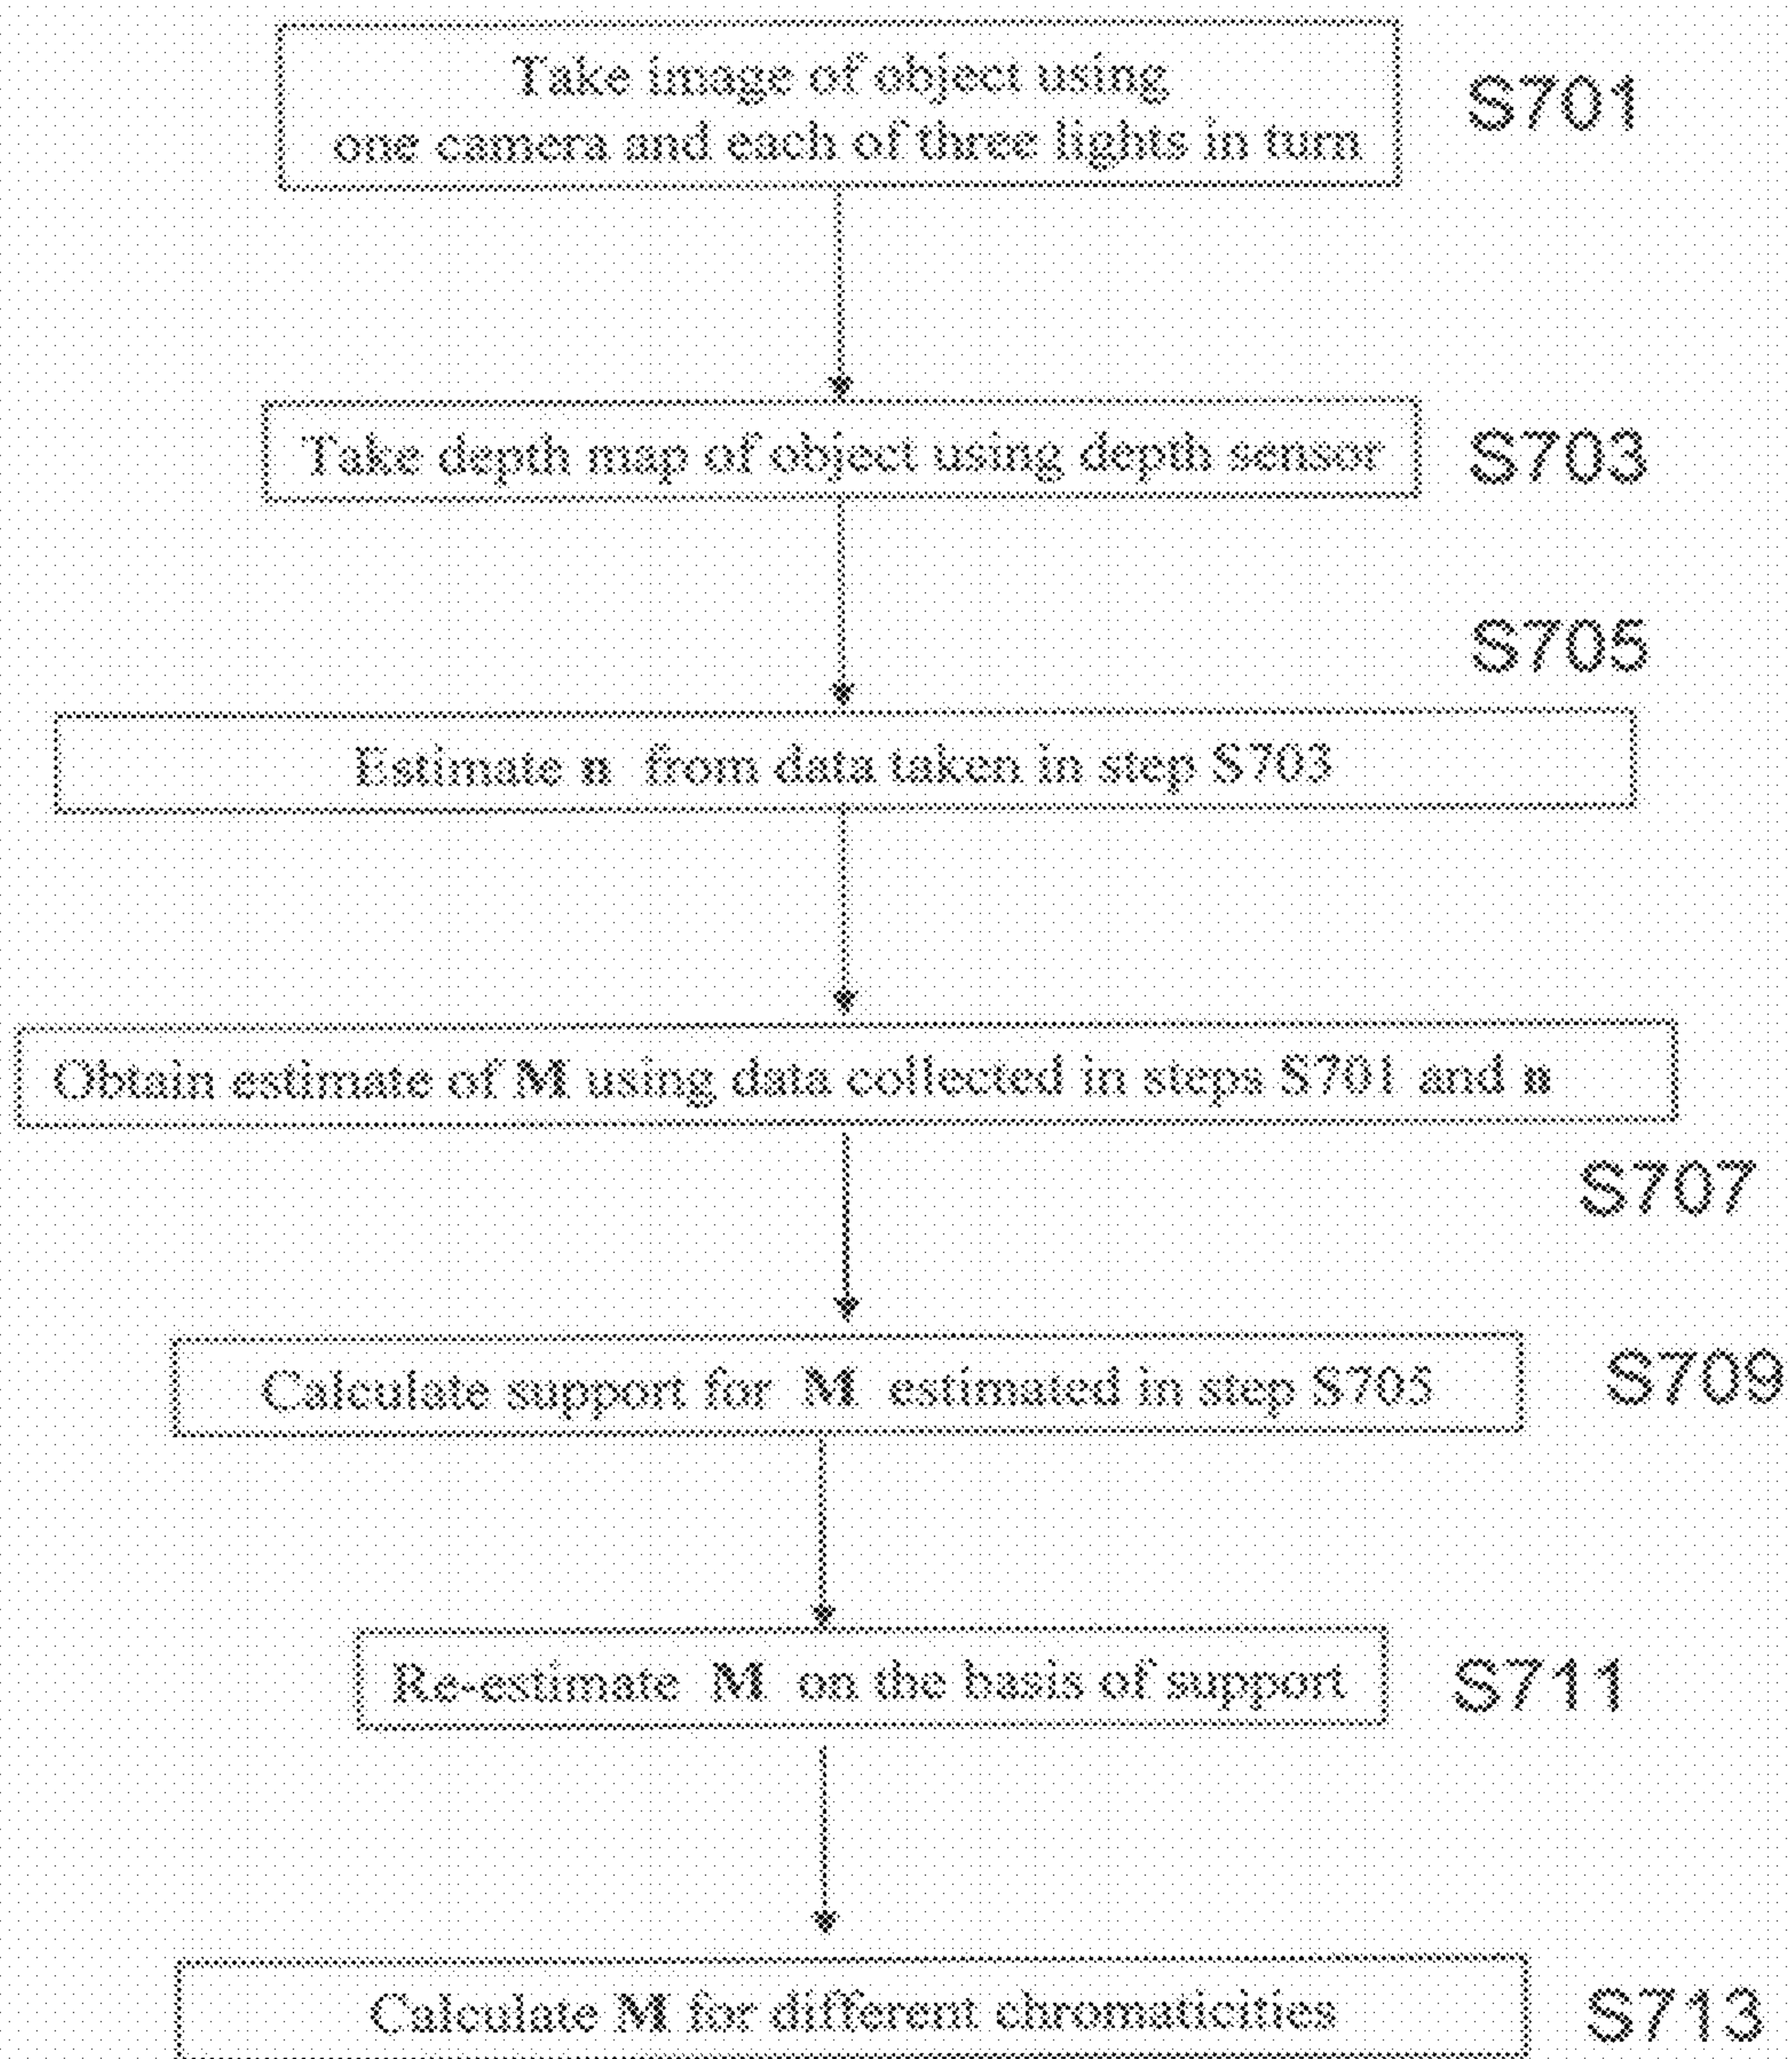 Take image of object using
one camera and each of three lights in turn
S701
Take depth map of object using depth sensor
S703
S705
Estimate n from data taken in step S703
Obtain estimate of M using data collected in steps S701 and n
S707
Calculate support for M estimated in step S705
S709
Re-estimate M on the basis of support
S711
Calculate M for different chromaticities
S713